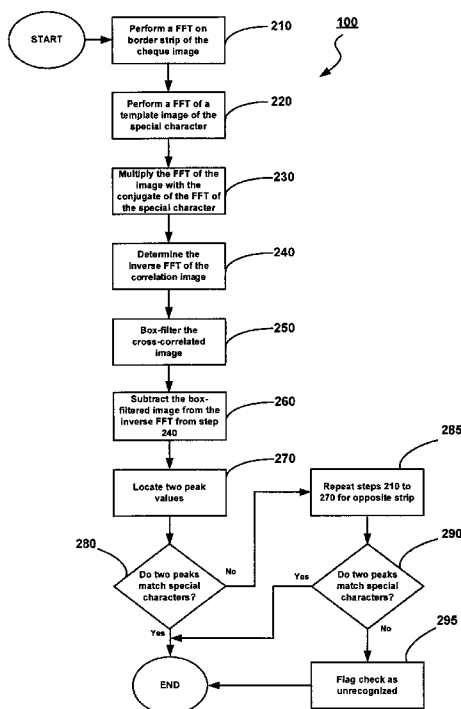 START
Perform a FFT on
border strip of the
cheque image
210
100
Perform a FFT of a
template image of the
special character
220
Multiply the FFT of the
image with the
conjugate of the FFT of
the special character
230
Determine the
inverse FFT of the
correlation image
240
Box-filter the
cross-correlated
image
250
Subtract the box-
filtered image from the
inverse FFT from step
240
260
Locate two peak
values
270
280
Do two peaks
match special
characters?
No
Yes
285
Repeat steps 210 to
270 for opposite strip
290
Do two peaks
match special
characters?
Yes
No
295
Flag check as
unrecognized
END